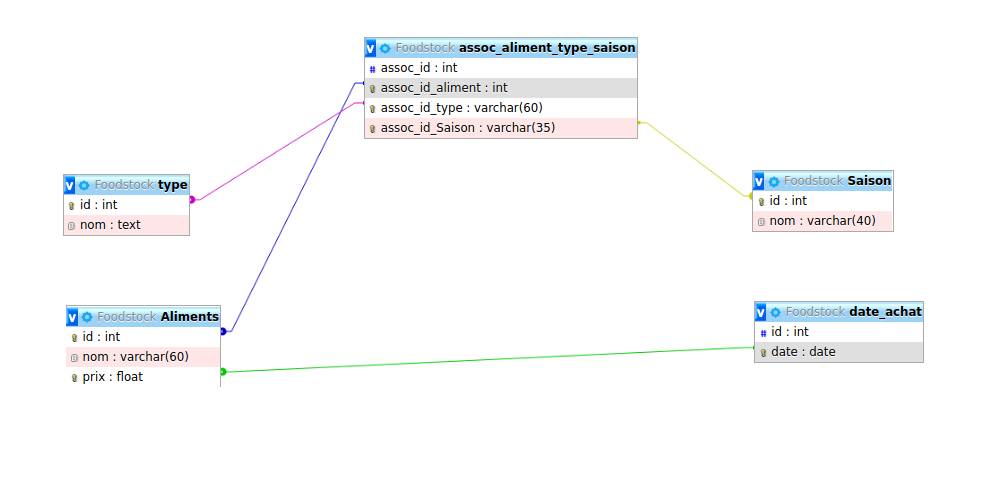 v Foodstock assoc_aliment_type_saison
# assoc_id : int
assoc_id_aliment : int
assoc_id_type : varchar(60)
assoc_id_Saison : varchar(35)
v Foodstock type
id : int
nom : text
v Foodstock Saison
id : int
nom : varchar(40)
v Foodstock Aliments
id : int
nom : varchar(60)
prix : float
v Foodstock date_achat
# id : int
date : date